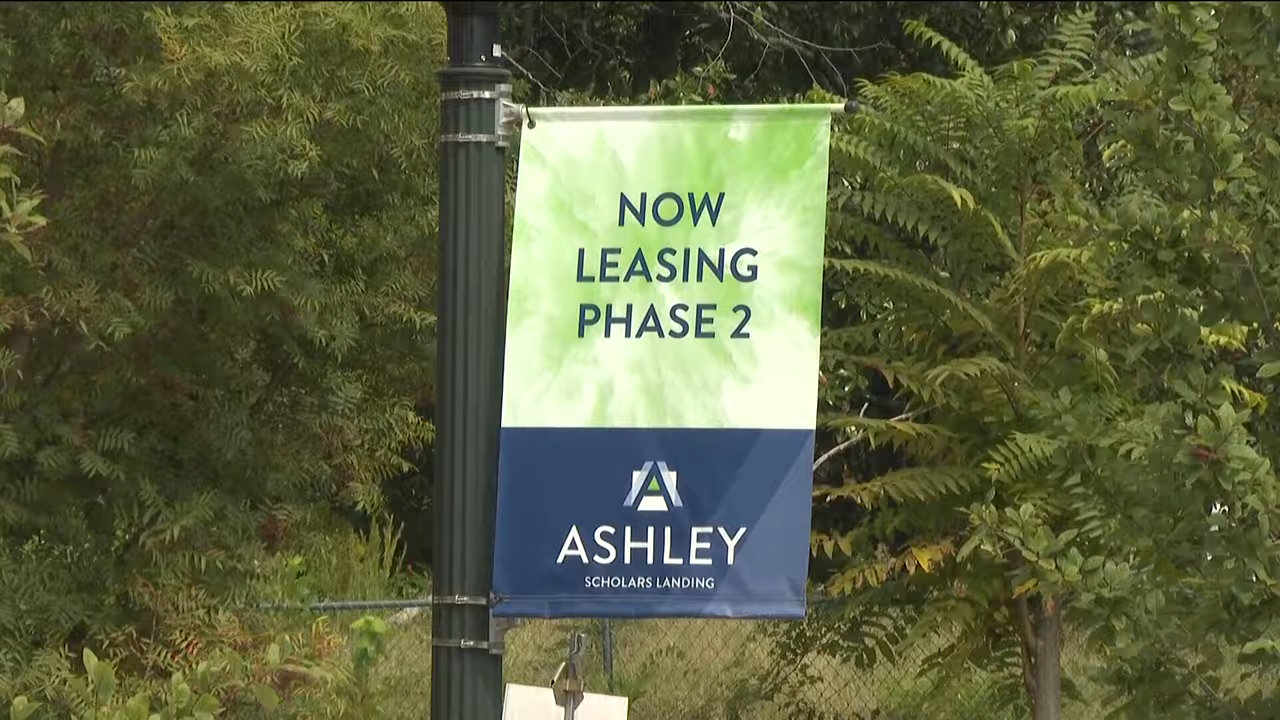 NOW
LEASING
PHASE 2
ASHLEY
SCHOLARS LANDING